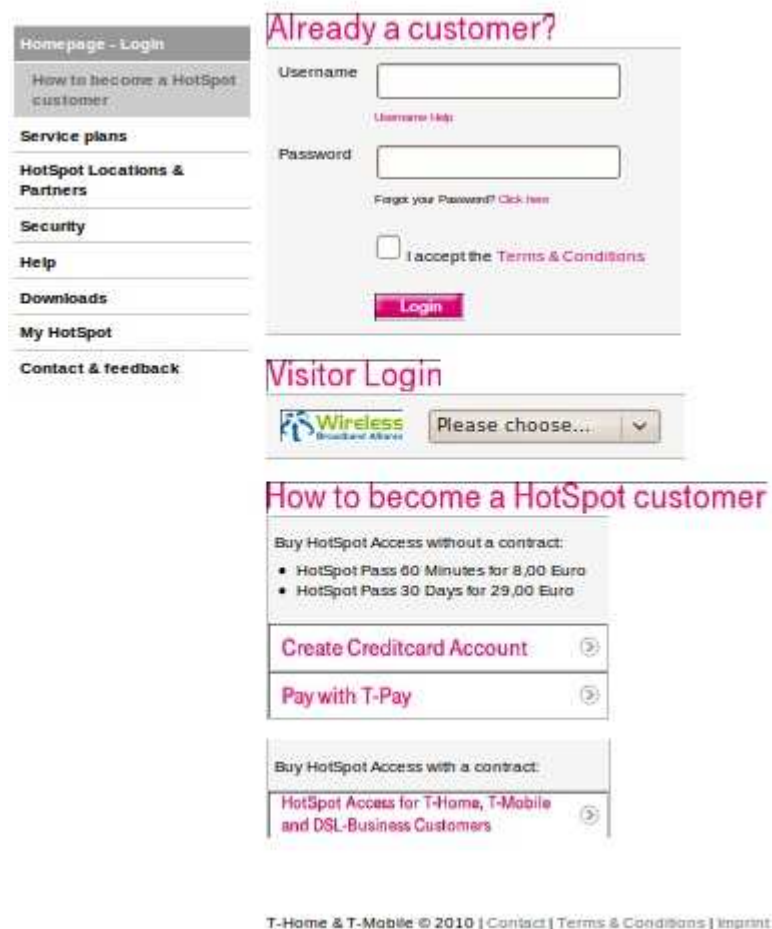 Homepage - Login
How to become a HotSpot
customer
Service plans
HotSpot Locations &
Partners
Security
Help
Downloads
My HotSpot
Contact & feedback
Already a customer?
Username
Username Help
Password
Forgot your Password? Click here
I accept the Terms & Conditions
Login
Visitor Login
Wireless
Broadband Alliance
Please choose...
How to become a HotSpot customer
Buy HotSpot Access without a contract:
• HotSpot Pass 60 Minutes for 8,00 Euro
• HotSpot Pass 30 Days for 29,00 Euro
Create Creditcard Account
Pay with T-Pay
Buy HotSpot Access with a contract:
HotSpot Access for T-Home, T-Mobile
and DSL-Business Customers
T-Home & T-Mobile © 2010 | Contact | Terms & Conditions | Imprint